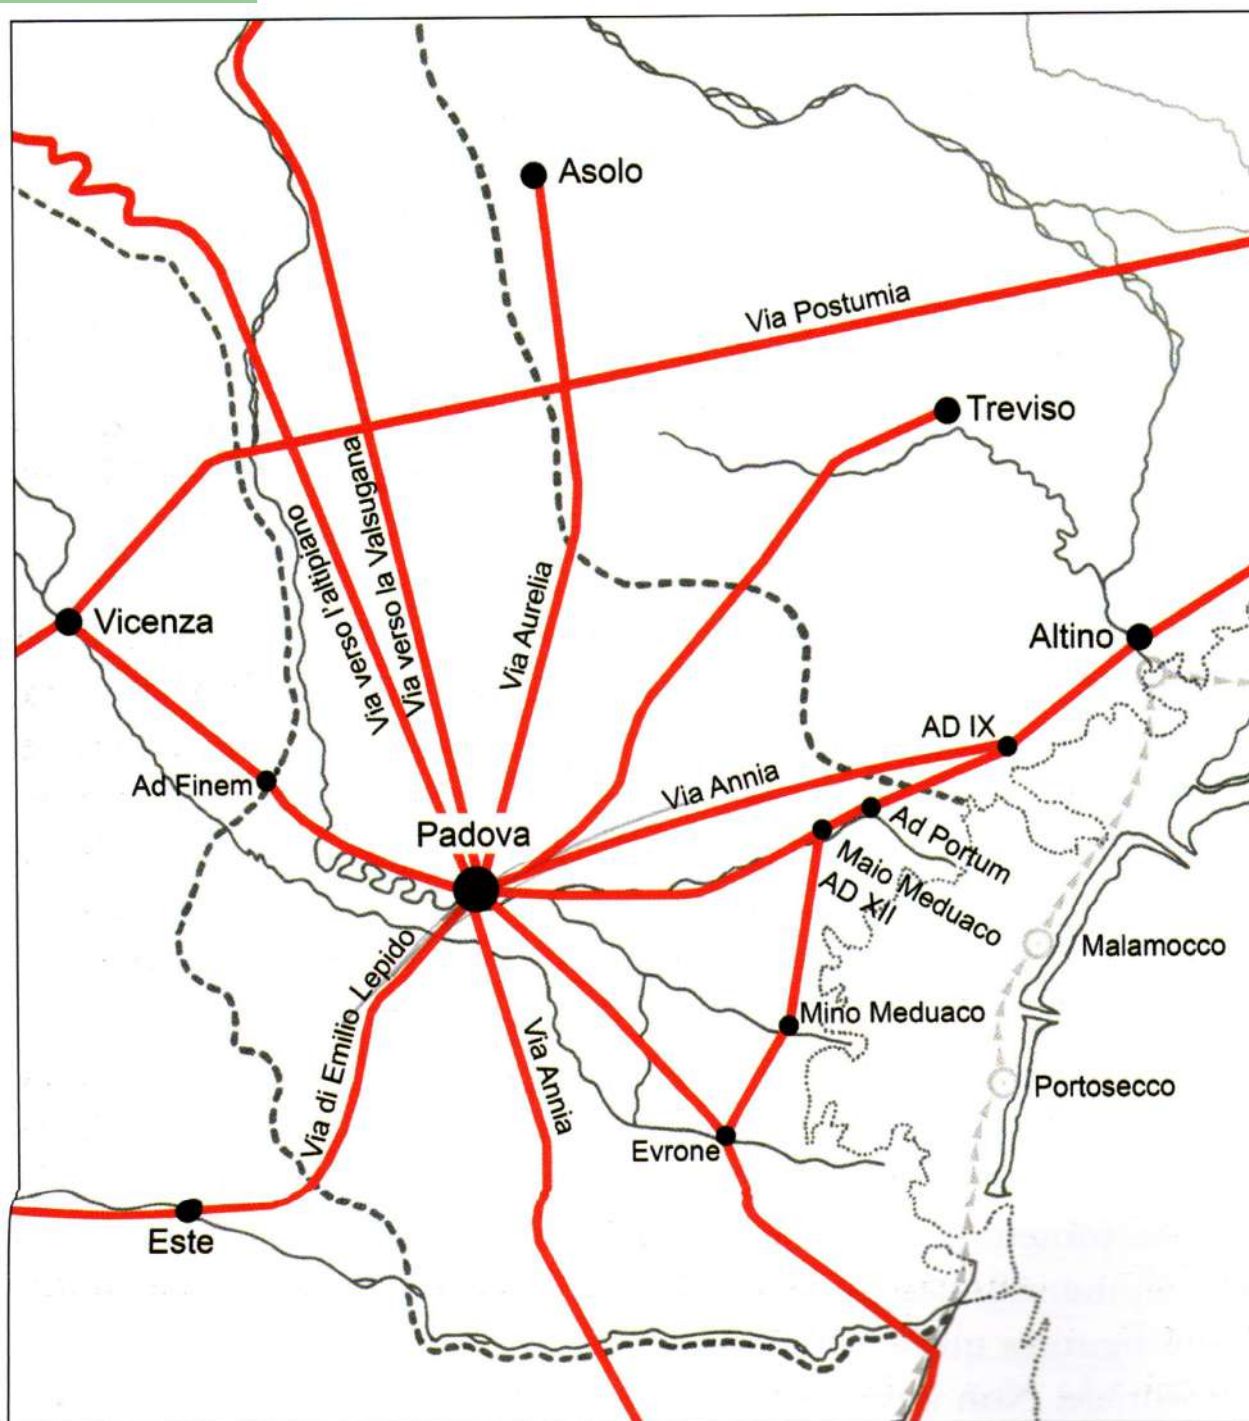 Asolo
Via Postumia
Treviso
Via verso l'altipiano
Via verso la Valsugana
Via Aurelia
Vicenza
Altino
AD IX
Ad Finem
Via Annia
Padova
Ad Portum
Maio Meduaco
AD XII
Malamocco
Via di Emilio Lepido
Mino Meduaco
Via Annia
Portosecco
Evrone
Este